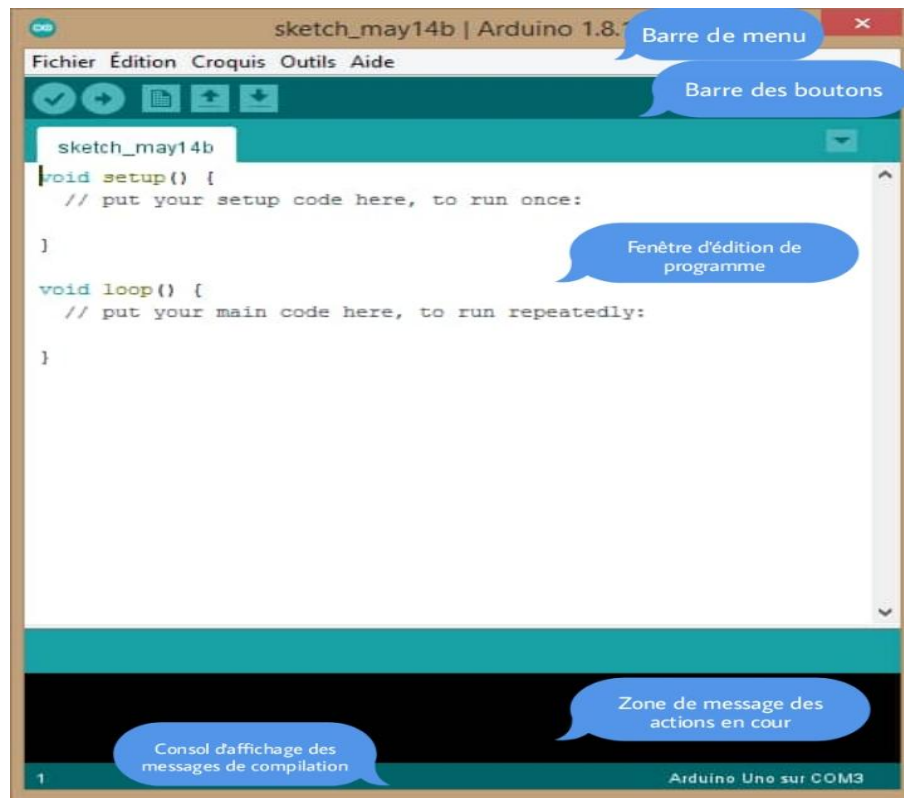 sketch_may14b | Arduino 1.8.
Barre de menu
Fichier Édition Croquis Outils Aide
Barre des boutons
sketch_may14b
void setup() {
// put your setup code here, to run once:
}
Fenêtre d'édition de
programme
void loop() {
// put your main code here, to run repeatedly:
}
Zone de message des
actions en cour
Consol d'affichage des
messages de compilation
1
Arduino Uno sur COM3